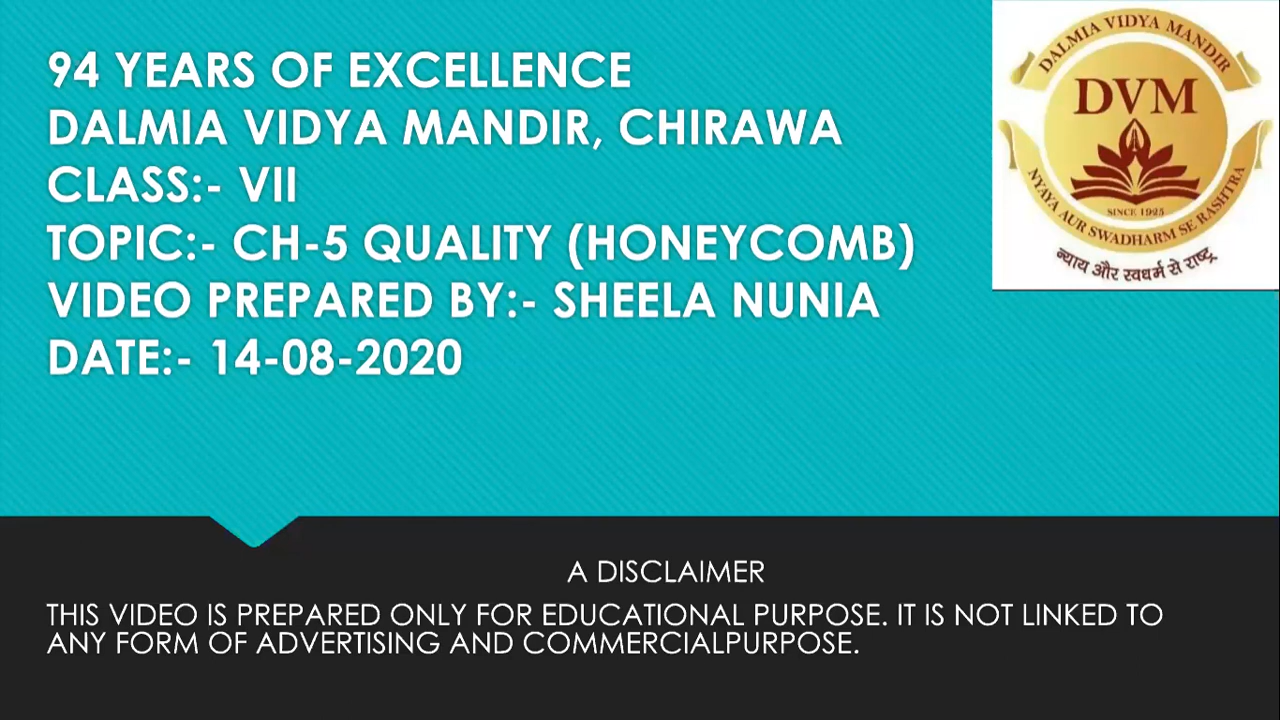 94 YEARS OF EXCELLENCE
DALMIA VIDYA MANDIR, CHIRAWA
CLASS:- VII
TOPIC:- CH-5 QUALITY (HONEYCOMB)
VIDEO PREPARED BY:- SHEELA NUNIA
DATE:- 14-08-2020
DALMIA VIDYA MANDIR
DVM
SINCE 1925
NYAYA AUR SWADHARM SE RASHTRA
न्याय और स्वधर्म से राष्ट्र
A DISCLAIMER
THIS VIDEO IS PREPARED ONLY FOR EDUCATIONAL PURPOSE. IT IS NOT LINKED TO
ANY FORM OF ADVERTISING AND COMMERCIALPURPOSE.